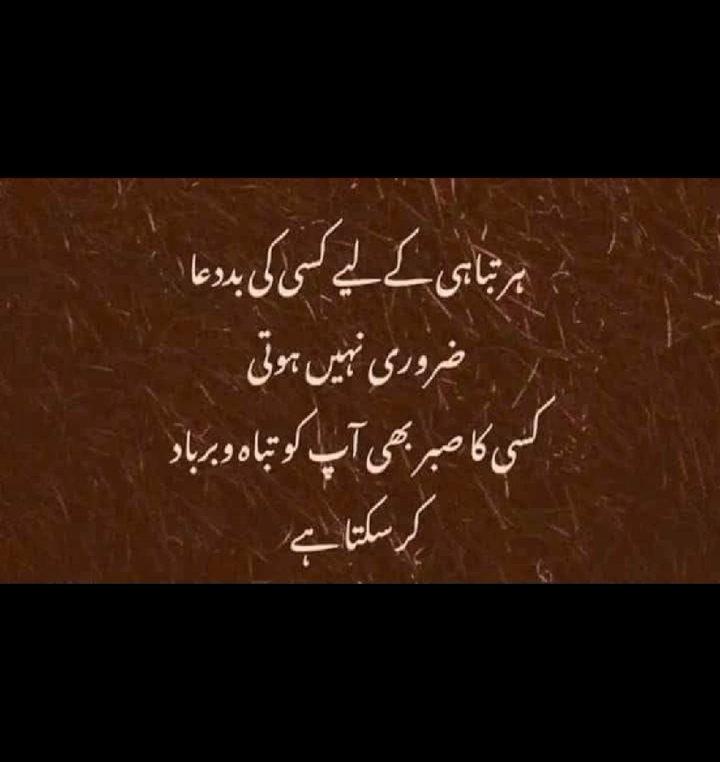 ہر تباہی کے لیے کسی کی بددعا
ضروری نہیں ہوتی
کسی کا صبر بھی آپ کو تباہ و برباد
کر سکتا ہے